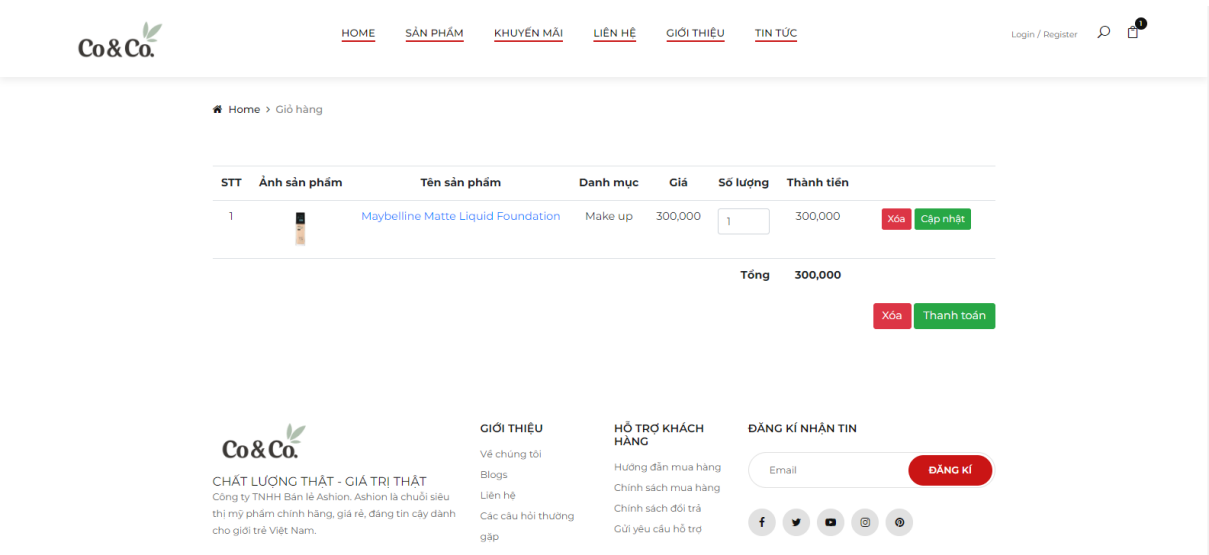 Co & Co.
HOME SẢN PHẨM KHUYẾN MÃI LIÊN HỆ GIỚI THIỆU TIN TỨC
Login / Register
1
Home > Giỏ hàng
STT Ảnh sản phẩm Tên sản phẩm Danh mục Giá Số lượng Thành tiền
1 Maybelline Matte Liquid Foundation Make up 300,000 1 300,000 Xóa Cập nhật
Tổng 300,000
Xóa Thanh toán
Co & Co.
CHẤT LƯỢNG THẬT - GIÁ TRỊ THẬT
Công ty TNHH Bán lẻ Ashion. Ashion là chuỗi siêu
thị mỹ phẩm chính hãng, giá rẻ, đáng tin cậy dành
cho giới trẻ Việt Nam.
GIỚI THIỆU
Về chúng tôi
Blogs
Liên hệ
Các câu hỏi thường
gặp
HỖ TRỢ KHÁCH
HÀNG
Hướng đẫn mua hàng
Chính sách mua hàng
Chính sách đổi trả
Gửi yêu cầu hỗ trợ
ĐĂNG KÍ NHẬN TIN
Email ĐĂNG KÍ